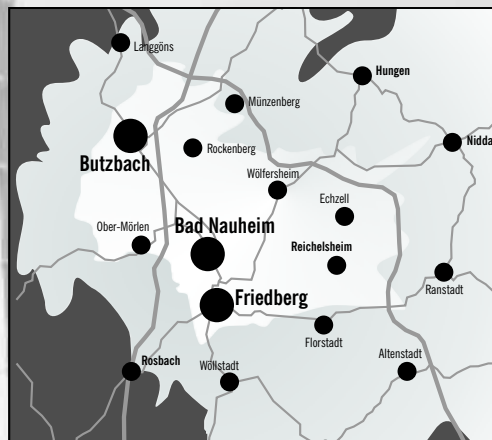 Langgöns
Hungen
Münzenberg
Nidda
Butzbach
Rockenberg
Wölfersheim
Echzell
Ober-Mörlen
Bad Nauheim
Reichelsheim
Ranstadt
Friedberg
Florstadt
Rosbach
Wöllstadt
Altenstadt